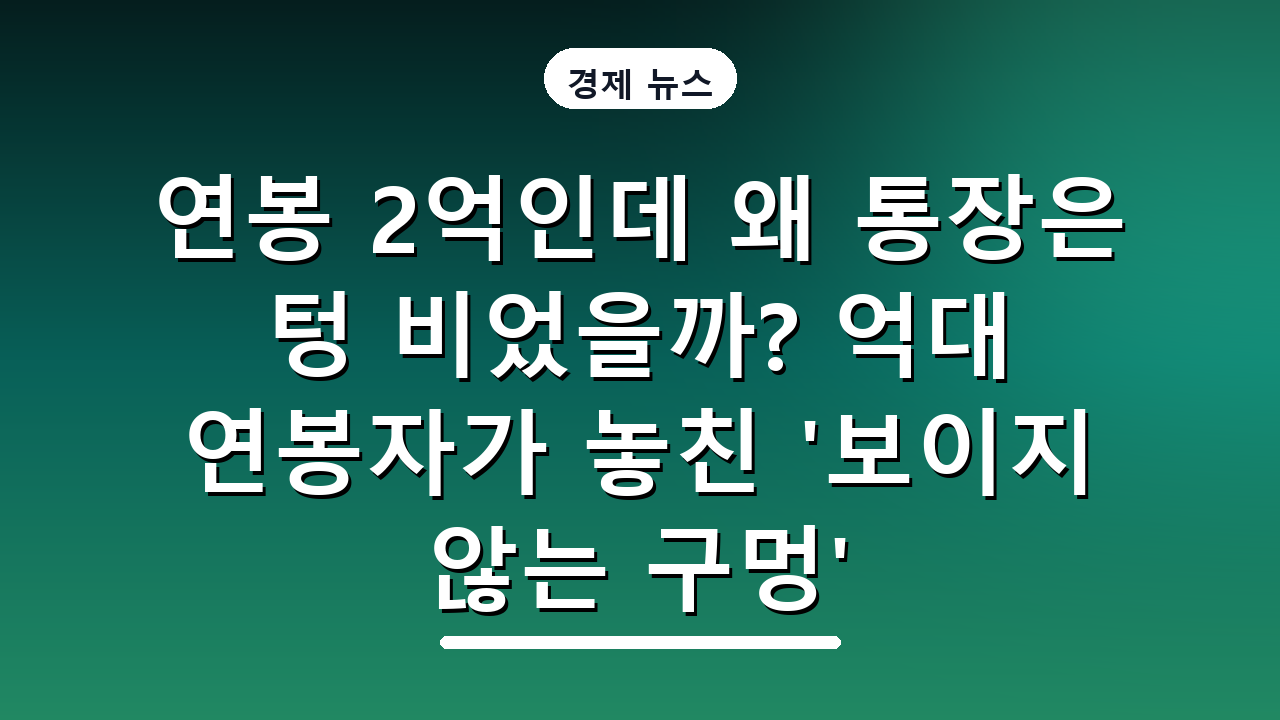 경제 뉴스
연봉 2억인데 왜 통장은
텅 비었을까? 억대
연봉자가 놓친 '보이지
않는 구멍'